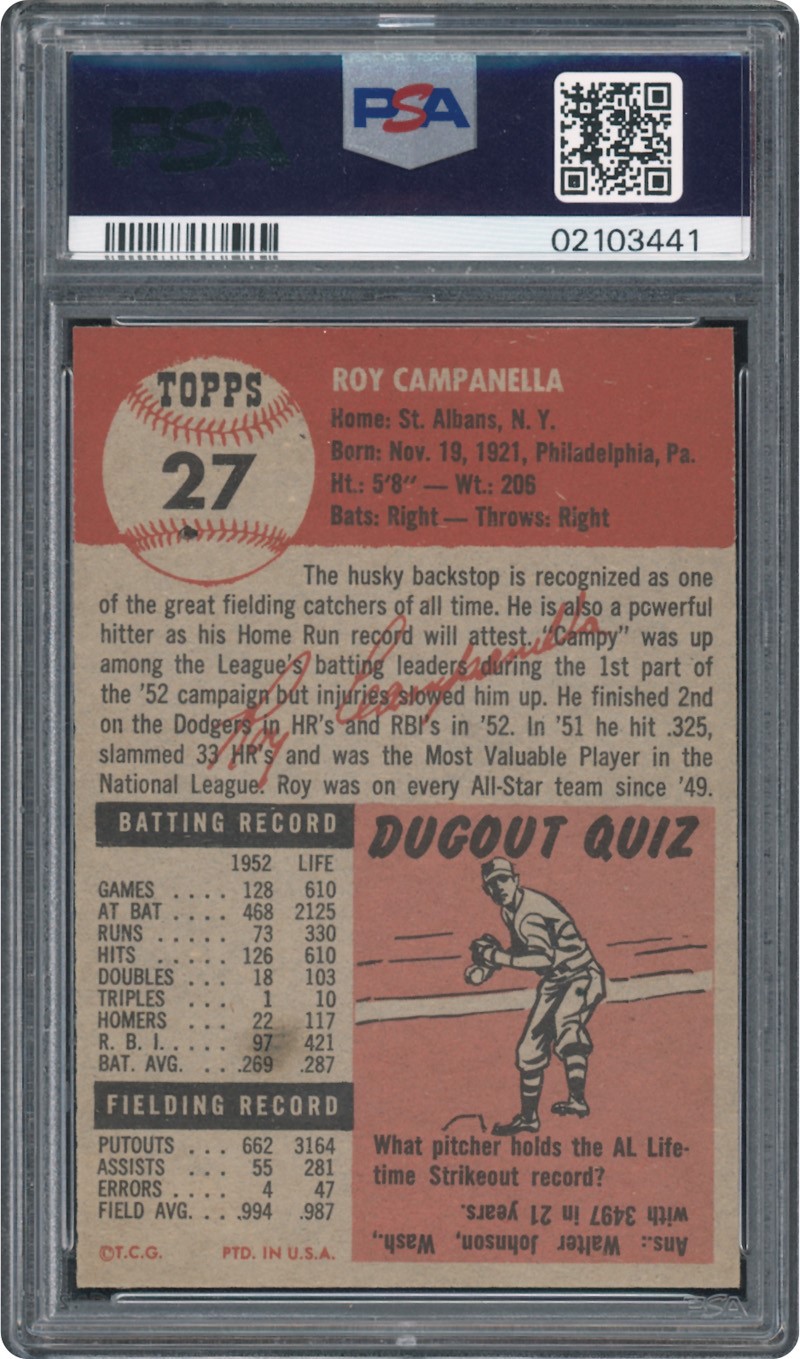 PSA
PSA
02103441
TOPPS
27
ROY CAMPANELLA
Home: St. Albans, N. Y.
Born: Nov. 19, 1921, Philadelphia, Pa.
Ht.: 5'8" — Wt.: 206
Bats: Right — Throws: Right
The husky backstop is recognized as one
of the great fielding catchers of all time. He is also a powerful
hitter as his Home Run record will attest. "Campy" was up
among the League's batting leaders during the 1st part of
the '52 campaign but injuries slowed him up. He finished 2nd
on the Dodgers in HR's and RBI's in '52. In '51 he hit .325,
slammed 33 HR's and was the Most Valuable Player in the
National League. Roy was on every All-Star team since '49.
Roy Campanella
BATTING RECORD
1952 LIFE
GAMES .... 128 610
AT BAT .... 468 2125
RUNS ..... 73 330
HITS ..... 126 610
DOUBLES ... 18 103
TRIPLES ... 1 10
HOMERS ... 22 117
R. B. I. .... 97 421
BAT. AVG. ... .269 .287
FIELDING RECORD
PUTOUTS ... 662 3164
ASSISTS .... 55 281
ERRORS .... 4 47
FIELD AVG. ... .994 .987
©T.C.G. PTD. IN U.S.A.
DUGOUT QUIZ
What pitcher holds the AL Life-
time Strikeout record?
Ans.: Walter Johnson, Wash.,
with 3497 in 21 years.
PSA